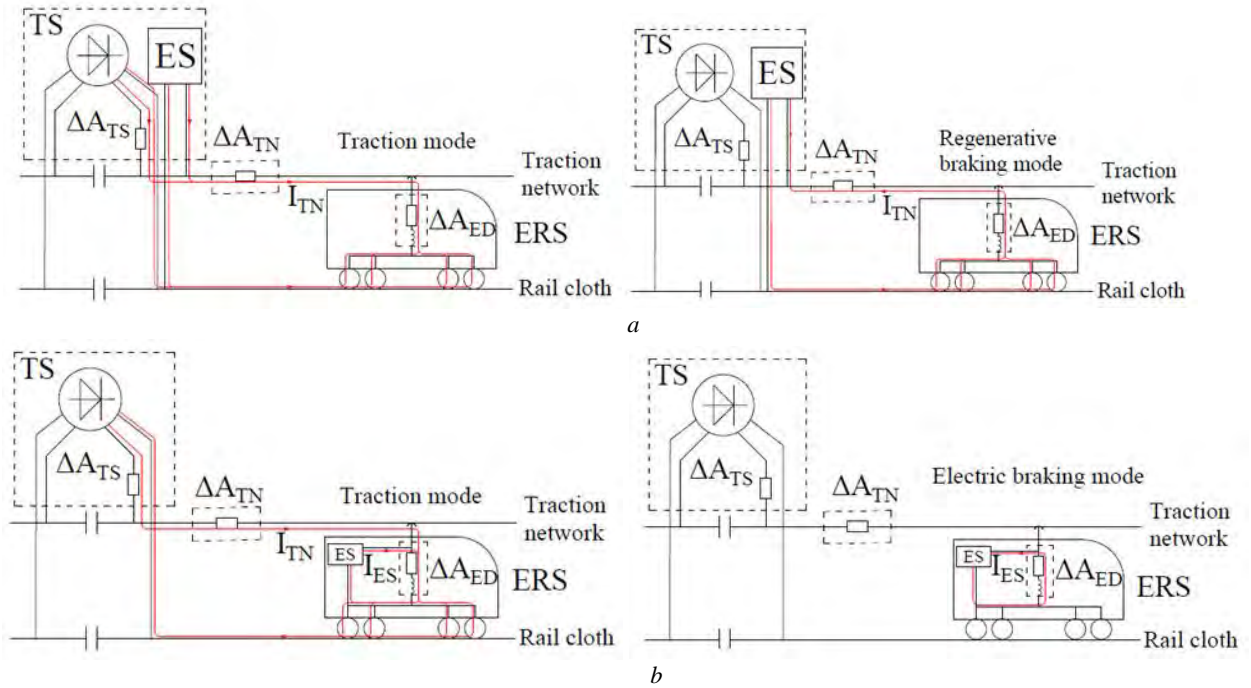 TS
ES
ΔA_TS
ΔA_TN
Traction mode
Traction
network
I_TN
ΔA_ED
ERS
Rail cloth
TS
ES
ΔA_TS
ΔA_TN
Regenerative
braking mode
Traction
network
I_TN
ΔA_ED
ERS
Rail cloth
a
TS
ΔA_TS
ΔA_TN
Traction mode
Traction
network
I_TN
ES
I_ES
ΔA_ED
ERS
Rail cloth
TS
ΔA_TS
ΔA_TN
Electric braking mode
Traction
network
ES
I_ES
ΔA_ED
ERS
Rail cloth
b